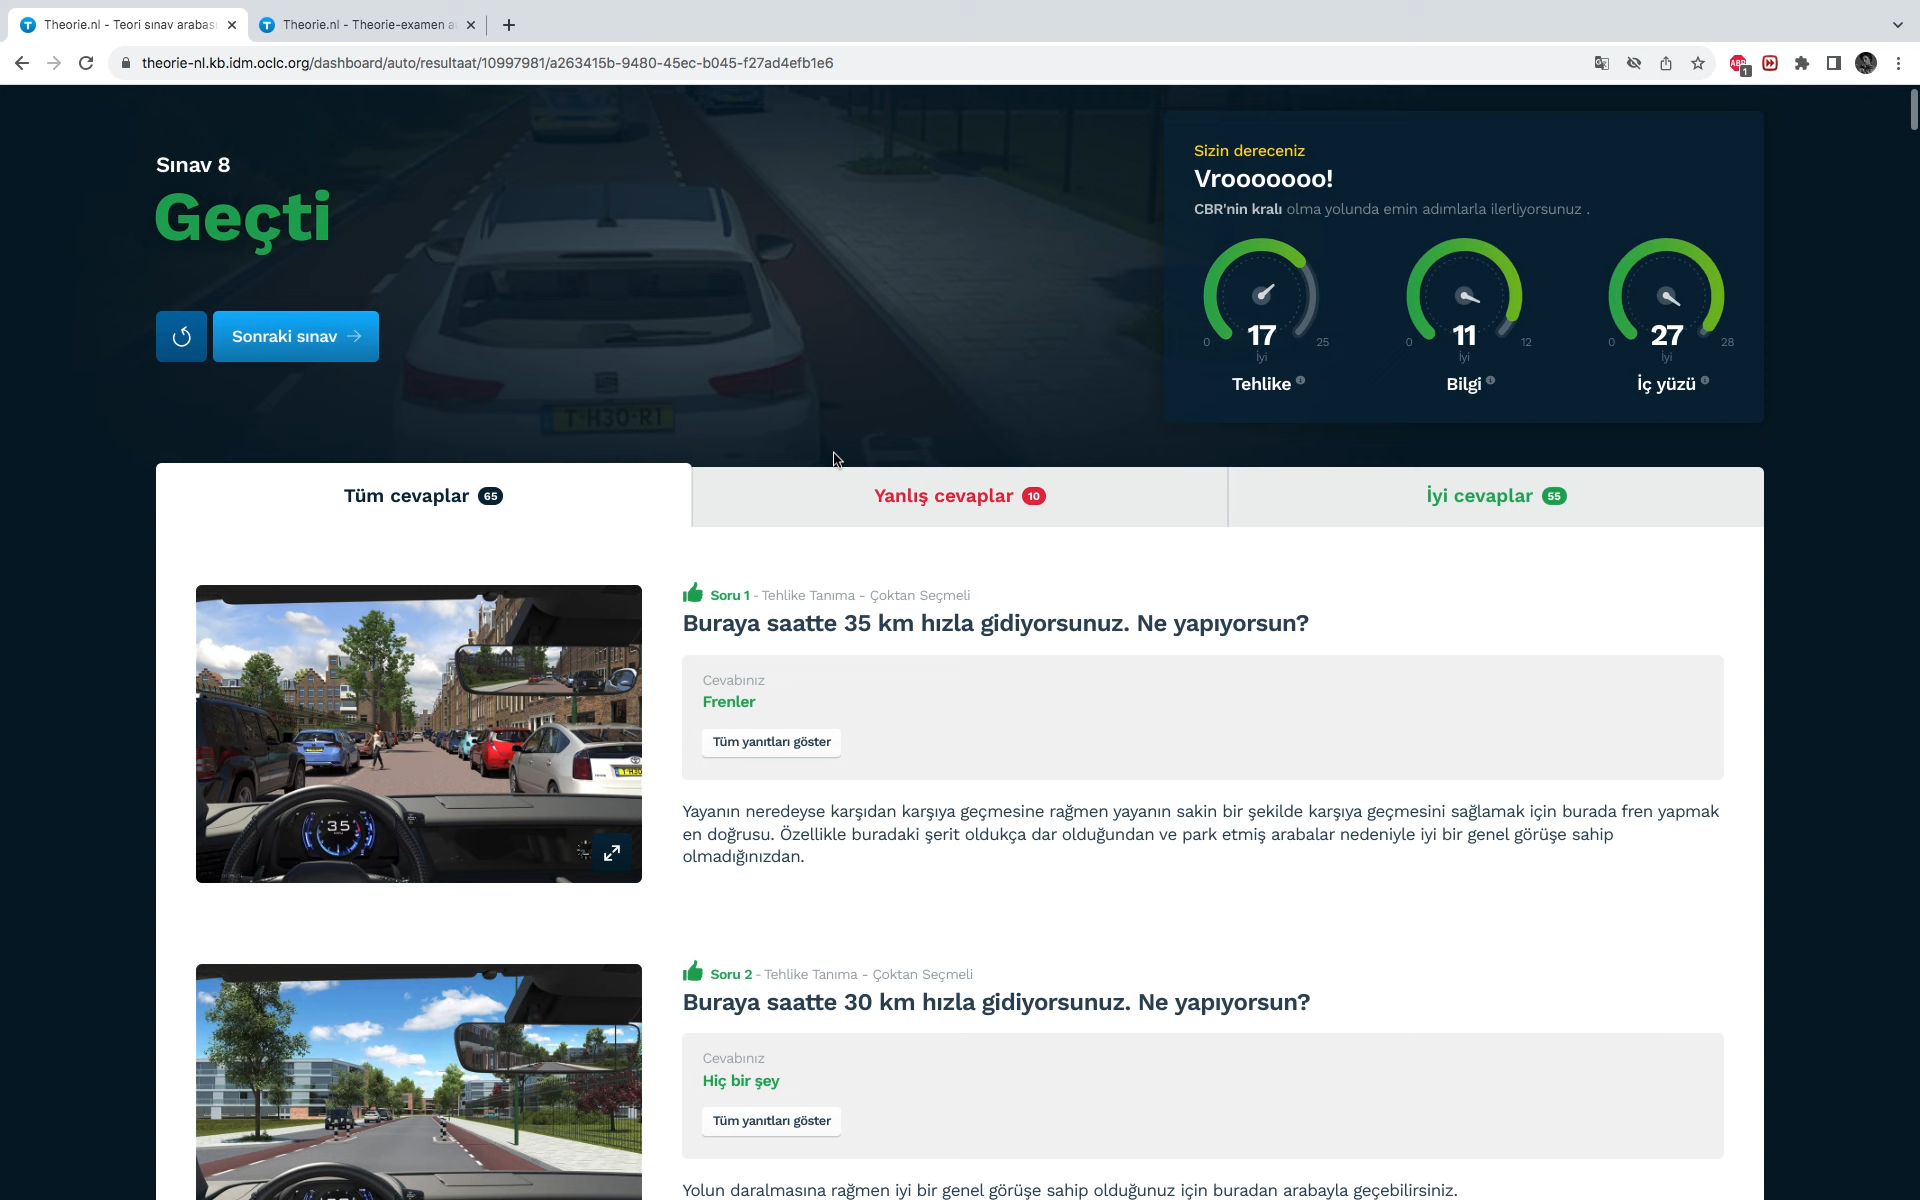 Theorie.nl - Teori sınav arabas
Theorie.nl - Theorie-examen a
theorie-nl.kb.idm.oclc.org/dashboard/auto/resultaat/10997981/a263415b-9480-45ec-b045-f27ad4efb1e6
ABP
1
Sınav 8
Geçti
Sonraki sınav →
T-H30-RT
Sizin dereceniz
Vrooooooo!
CBR'nin kralı olma yolunda emin adımlarla ilerliyorsunuz .
0 17 25
İyi
Tehlike
0 11 12
İyi
Bilgi
0 27 28
İyi
İç yüzü
Tüm cevaplar 65
Yanlış cevaplar 10
İyi cevaplar 55
35
Soru 1 - Tehlike Tanıma - Çoktan Seçmeli
Buraya saatte 35 km hızla gidiyorsunuz. Ne yapıyorsun?
Cevabınız
Frenler
Tüm yanıtları göster
Yayanın neredeyse karşıdan karşıya geçmesine rağmen yayanın sakin bir şekilde karşıya geçmesini sağlamak için burada fren yapmak
en doğrusu. Özellikle buradaki şerit oldukça dar olduğundan ve park etmiş arabalar nedeniyle iyi bir genel görüşe sahip
olmadığınızdan.
Soru 2 - Tehlike Tanıma - Çoktan Seçmeli
Buraya saatte 30 km hızla gidiyorsunuz. Ne yapıyorsun?
Cevabınız
Hiç bir şey
Tüm yanıtları göster
Yolun daralmasına rağmen iyi bir genel görüşe sahip olduğunuz için buradan arabayla geçebilirsiniz.